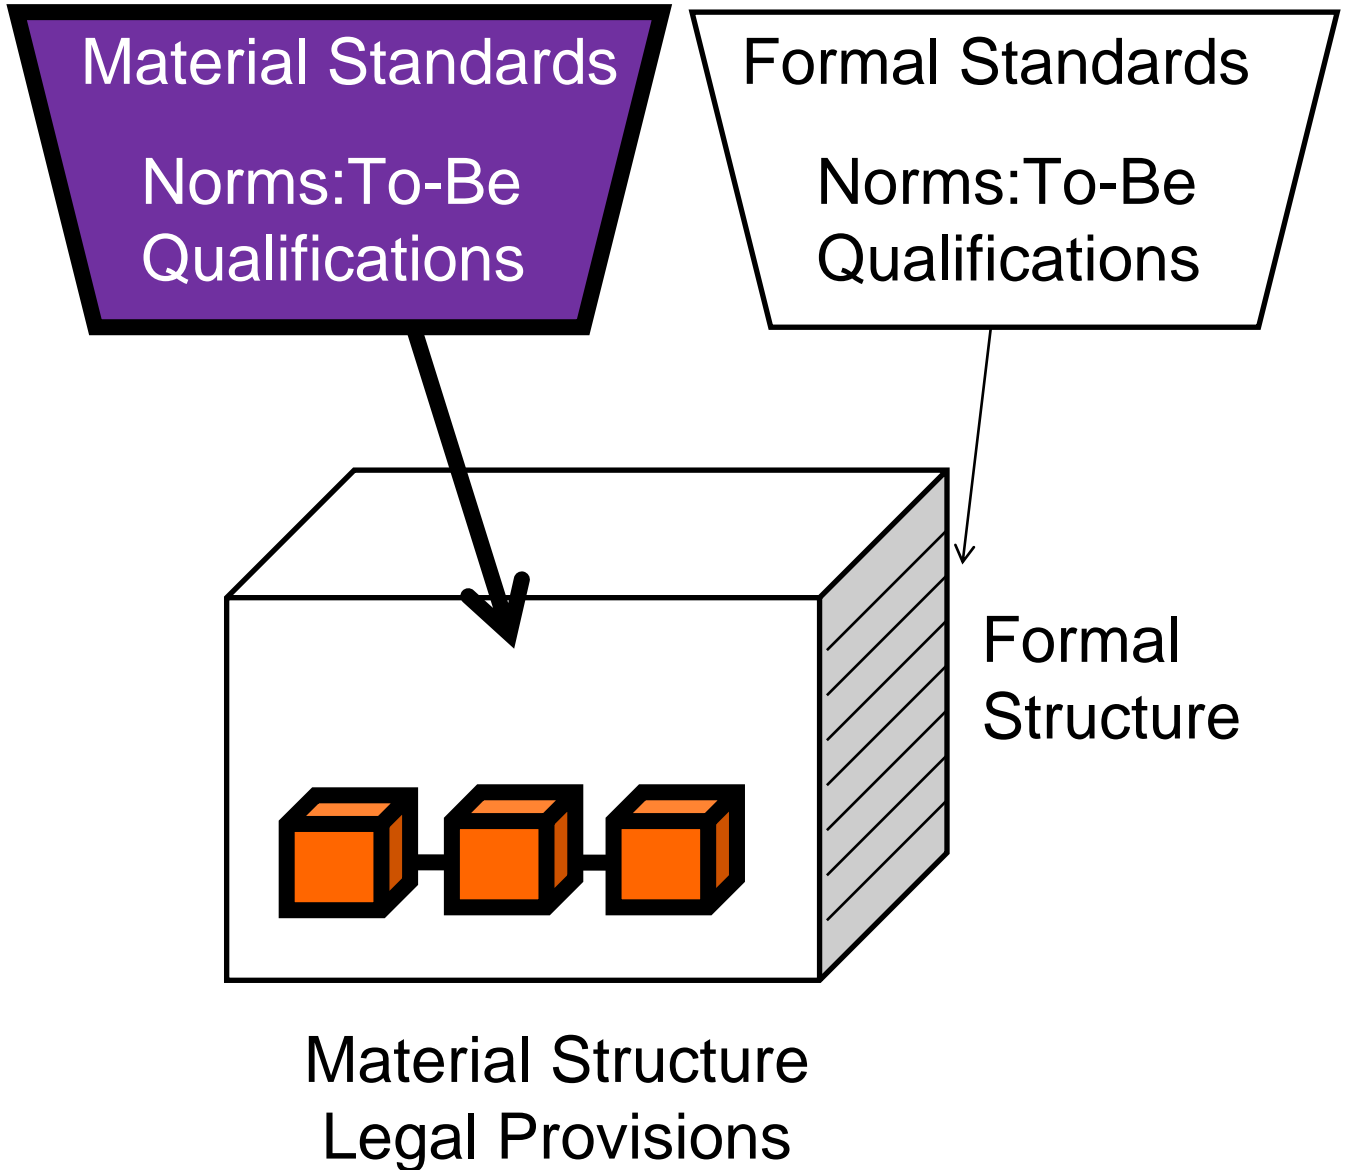 Material Standards
Norms:To-Be
Qualifications
Formal Standards
Norms:To-Be
Qualifications
Formal
Structure
Material Structure
Legal Provisions